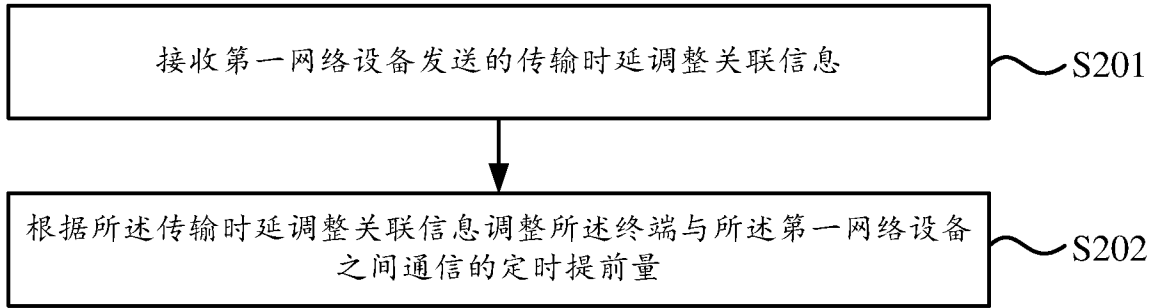 接收第一网络设备发送的传输时延调整关联信息
S201
根据所述传输时延调整关联信息调整所述终端与所述第一网络设备
之间通信的定时提前量
S202